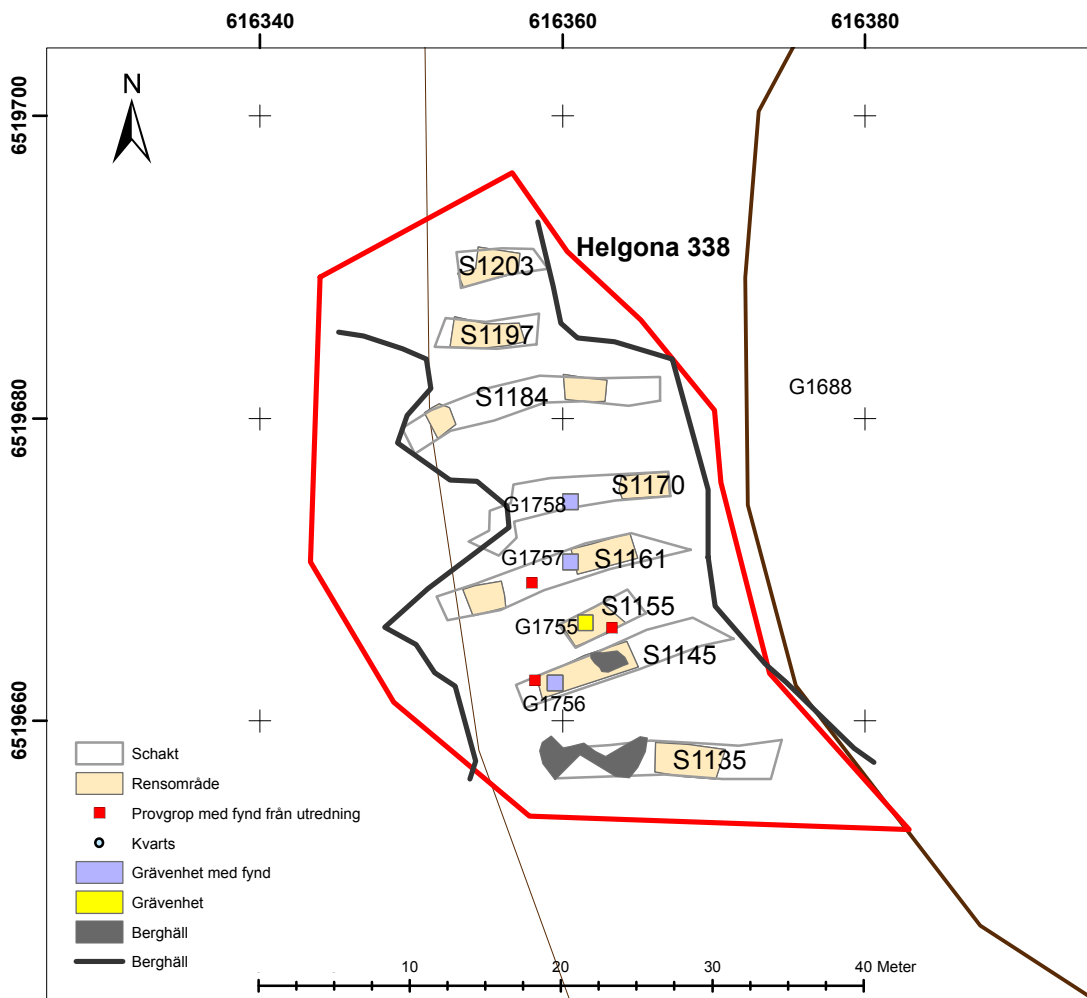 616340
616360
616380
6519700
N
Helgona 338
S1203
S1197
G1688
S1184
6519680
S1170
G1758
G1757
S1161
S1155
G1755
S1145
G1756
6519660
S1135
Schakt
Rensområde
Provgrop med fynd från utredning
Kvarts
Grävenhet med fynd
Grävenhet
Berghäll
Berghäll
10
20
30
40 Meter